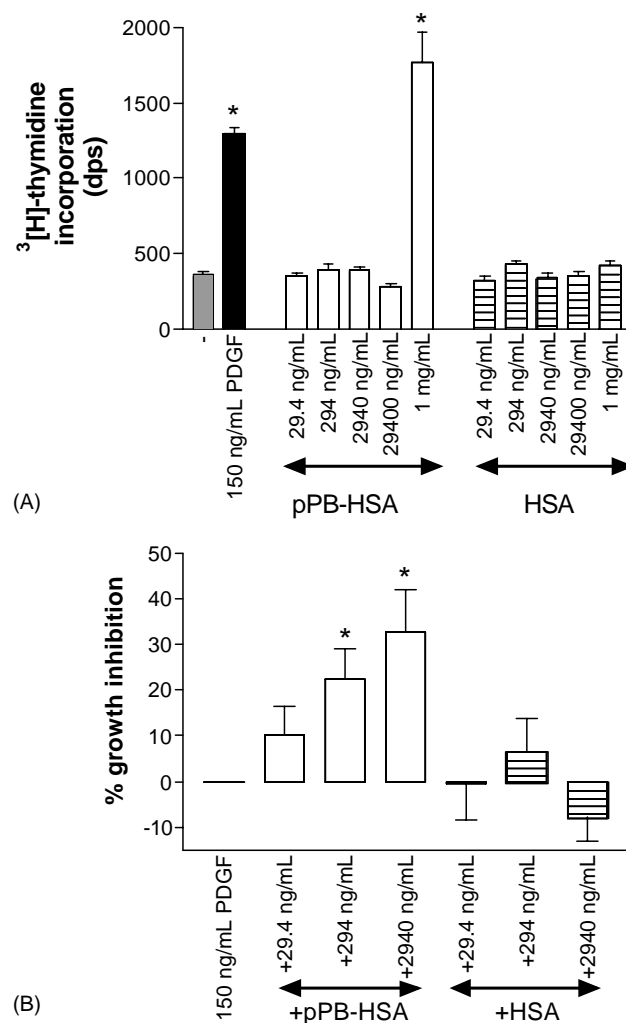 2000
1500
1000
500
0
³[H]-thymidine
incorporation
(dps)
*
*
-
150 ng/mL PDGF
29.4 ng/mL
294 ng/mL
2940 ng/mL
29400 ng/mL
1 mg/mL
29.4 ng/mL
294 ng/mL
2940 ng/mL
29400 ng/mL
1 mg/mL
pPB-HSA
HSA
(A)
50
40
30
20
10
0
-10
% growth inhibition
*
*
150 ng/mL PDGF
+29.4 ng/mL
+294 ng/mL
+2940 ng/mL
+29.4 ng/mL
+294 ng/mL
+2940 ng/mL
+pPB-HSA
+HSA
(B)